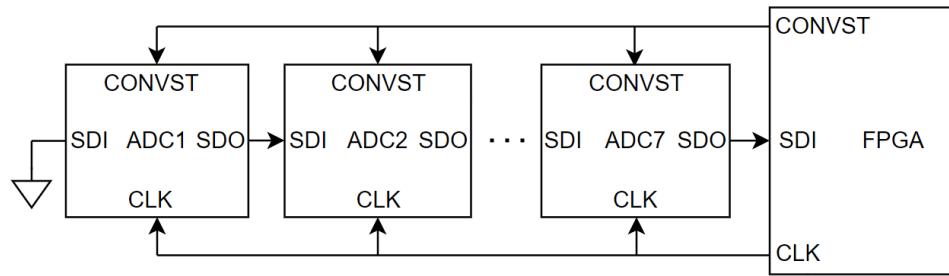 CONVST
CONVST CONVST CONVST
SDI ADC1 SDO SDI ADC2 SDO ... SDI ADC7 SDO SDI FPGA
CLK CLK CLK
CLK